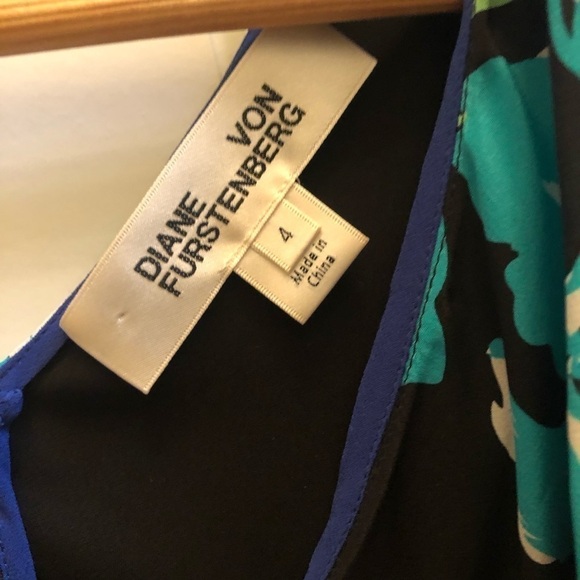 DIANE VON
FURSTENBERG
4
Made in
China